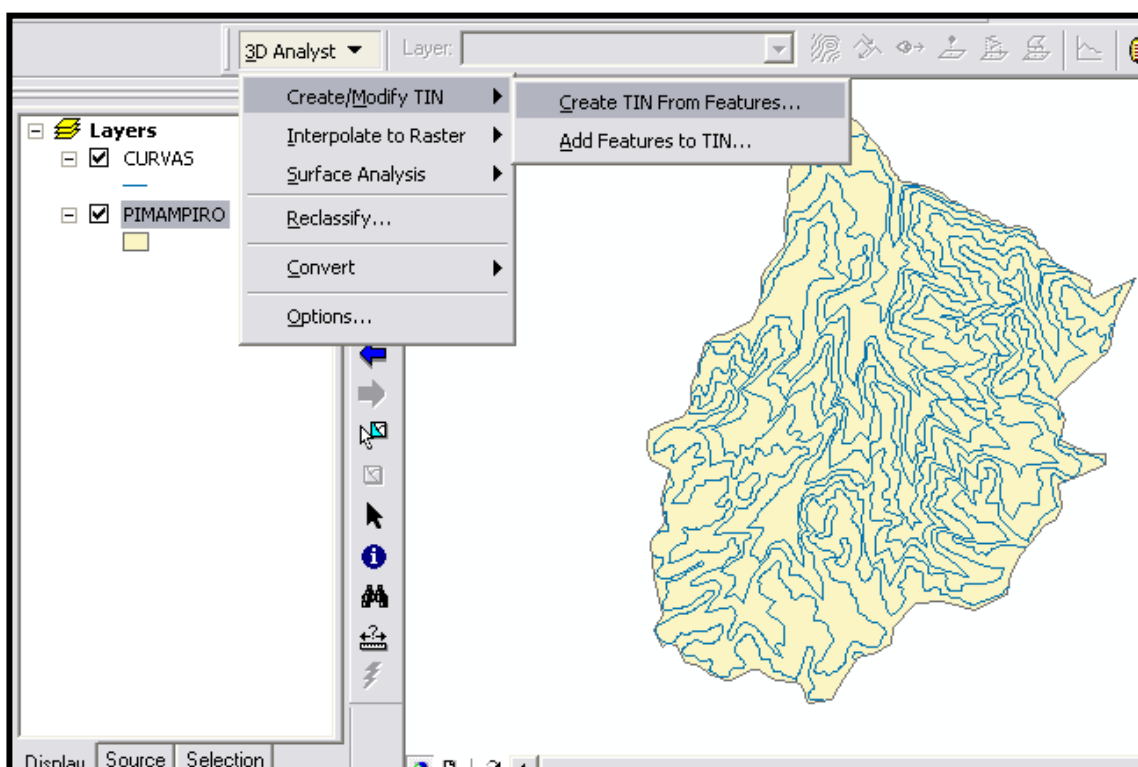 3D Analyst
Layer:
Create/Modify TIN
Interpolate to Raster
Surface Analysis
Reclassify...
Convert
Options...
Create TIN From Features...
Add Features to TIN...
Layers
CURVAS
PIMAMPIRO
Display
Source
Selection